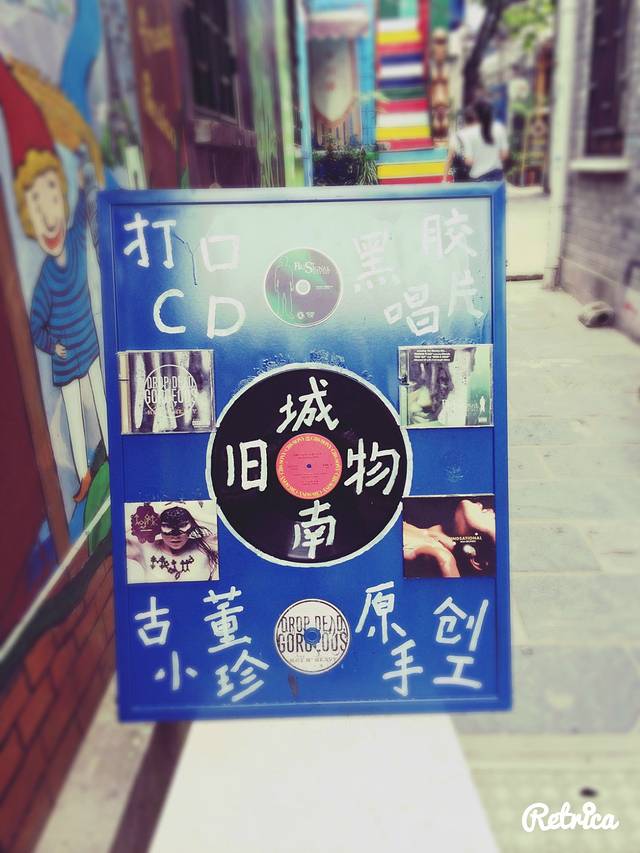 打口
CD
黑胶
唱片
DROP DEAD,
GORGEOUS
城
旧 物
南
古董
小珍
DROP DEAD,
GORGEOUS
原创
手工
Retrica